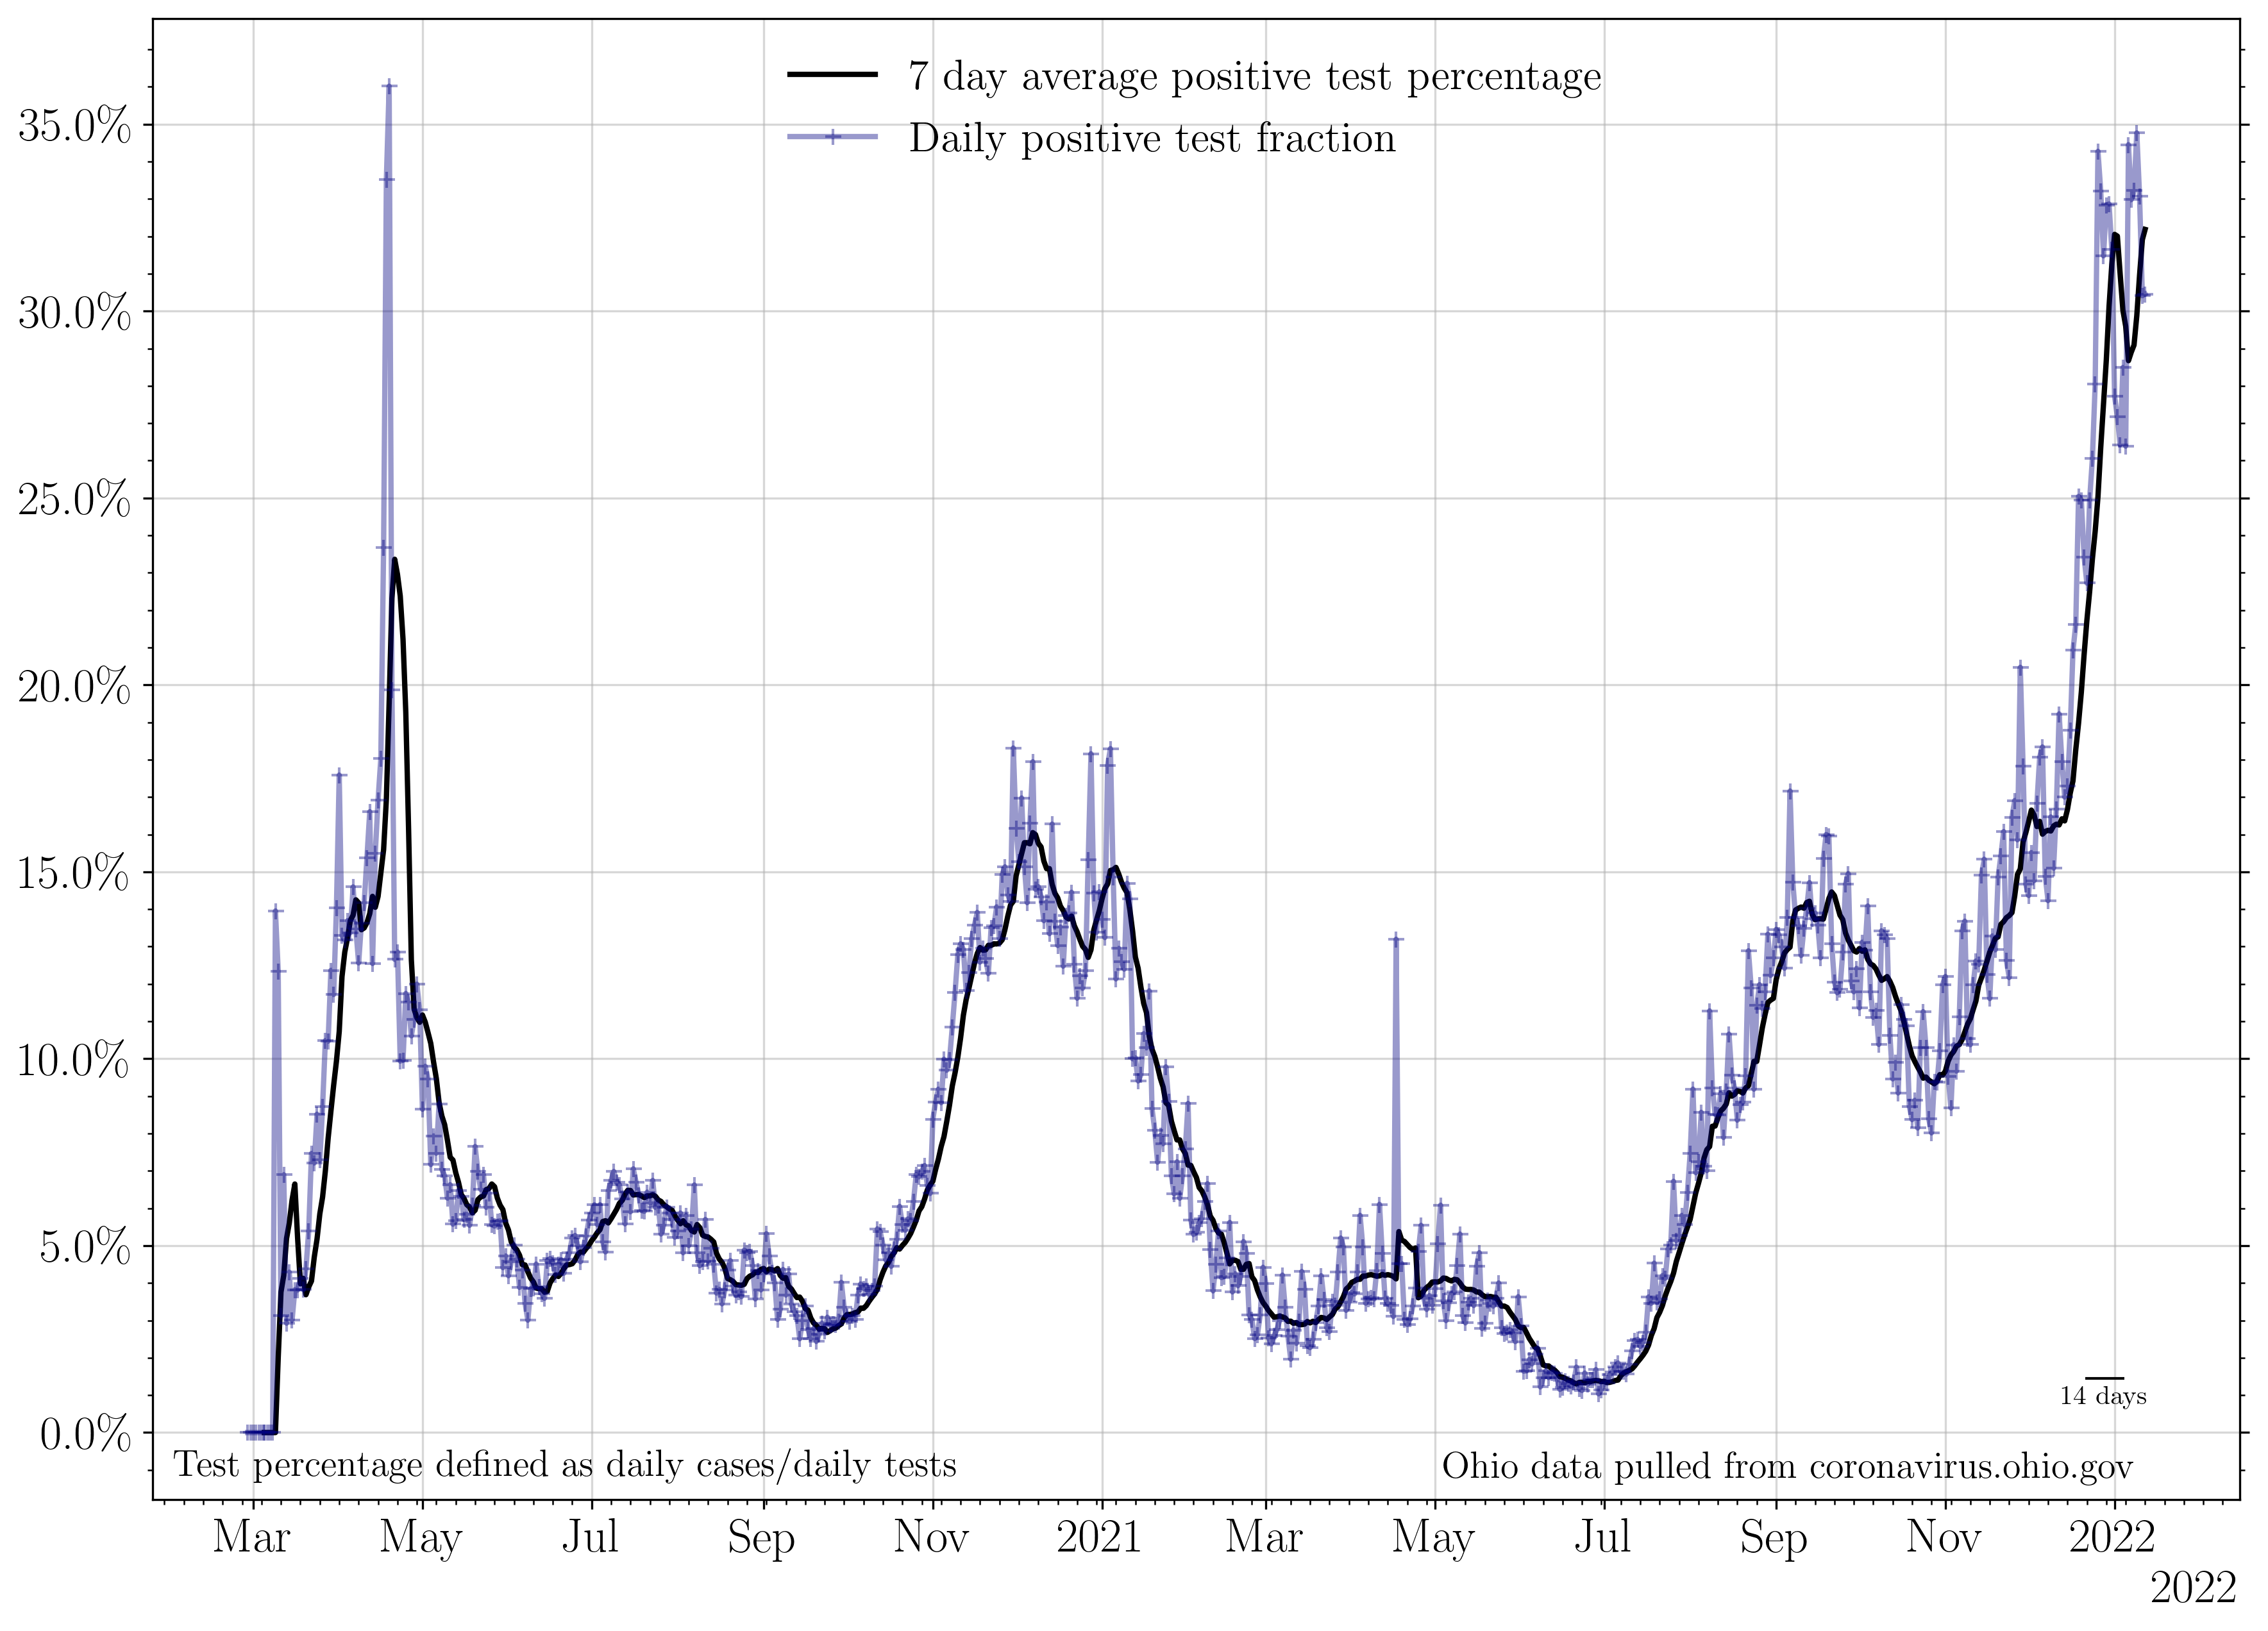 7 day average positive test percentage
Daily positive test fraction
35.0%
30.0%
25.0%
20.0%
15.0%
10.0%
5.0%
0.0%
14 days
Test percentage defined as daily cases/daily tests
Ohio data pulled from coronavirus.ohio.gov
Mar May Jul Sep Nov 2021 Mar May Jul Sep Nov 2022
2022